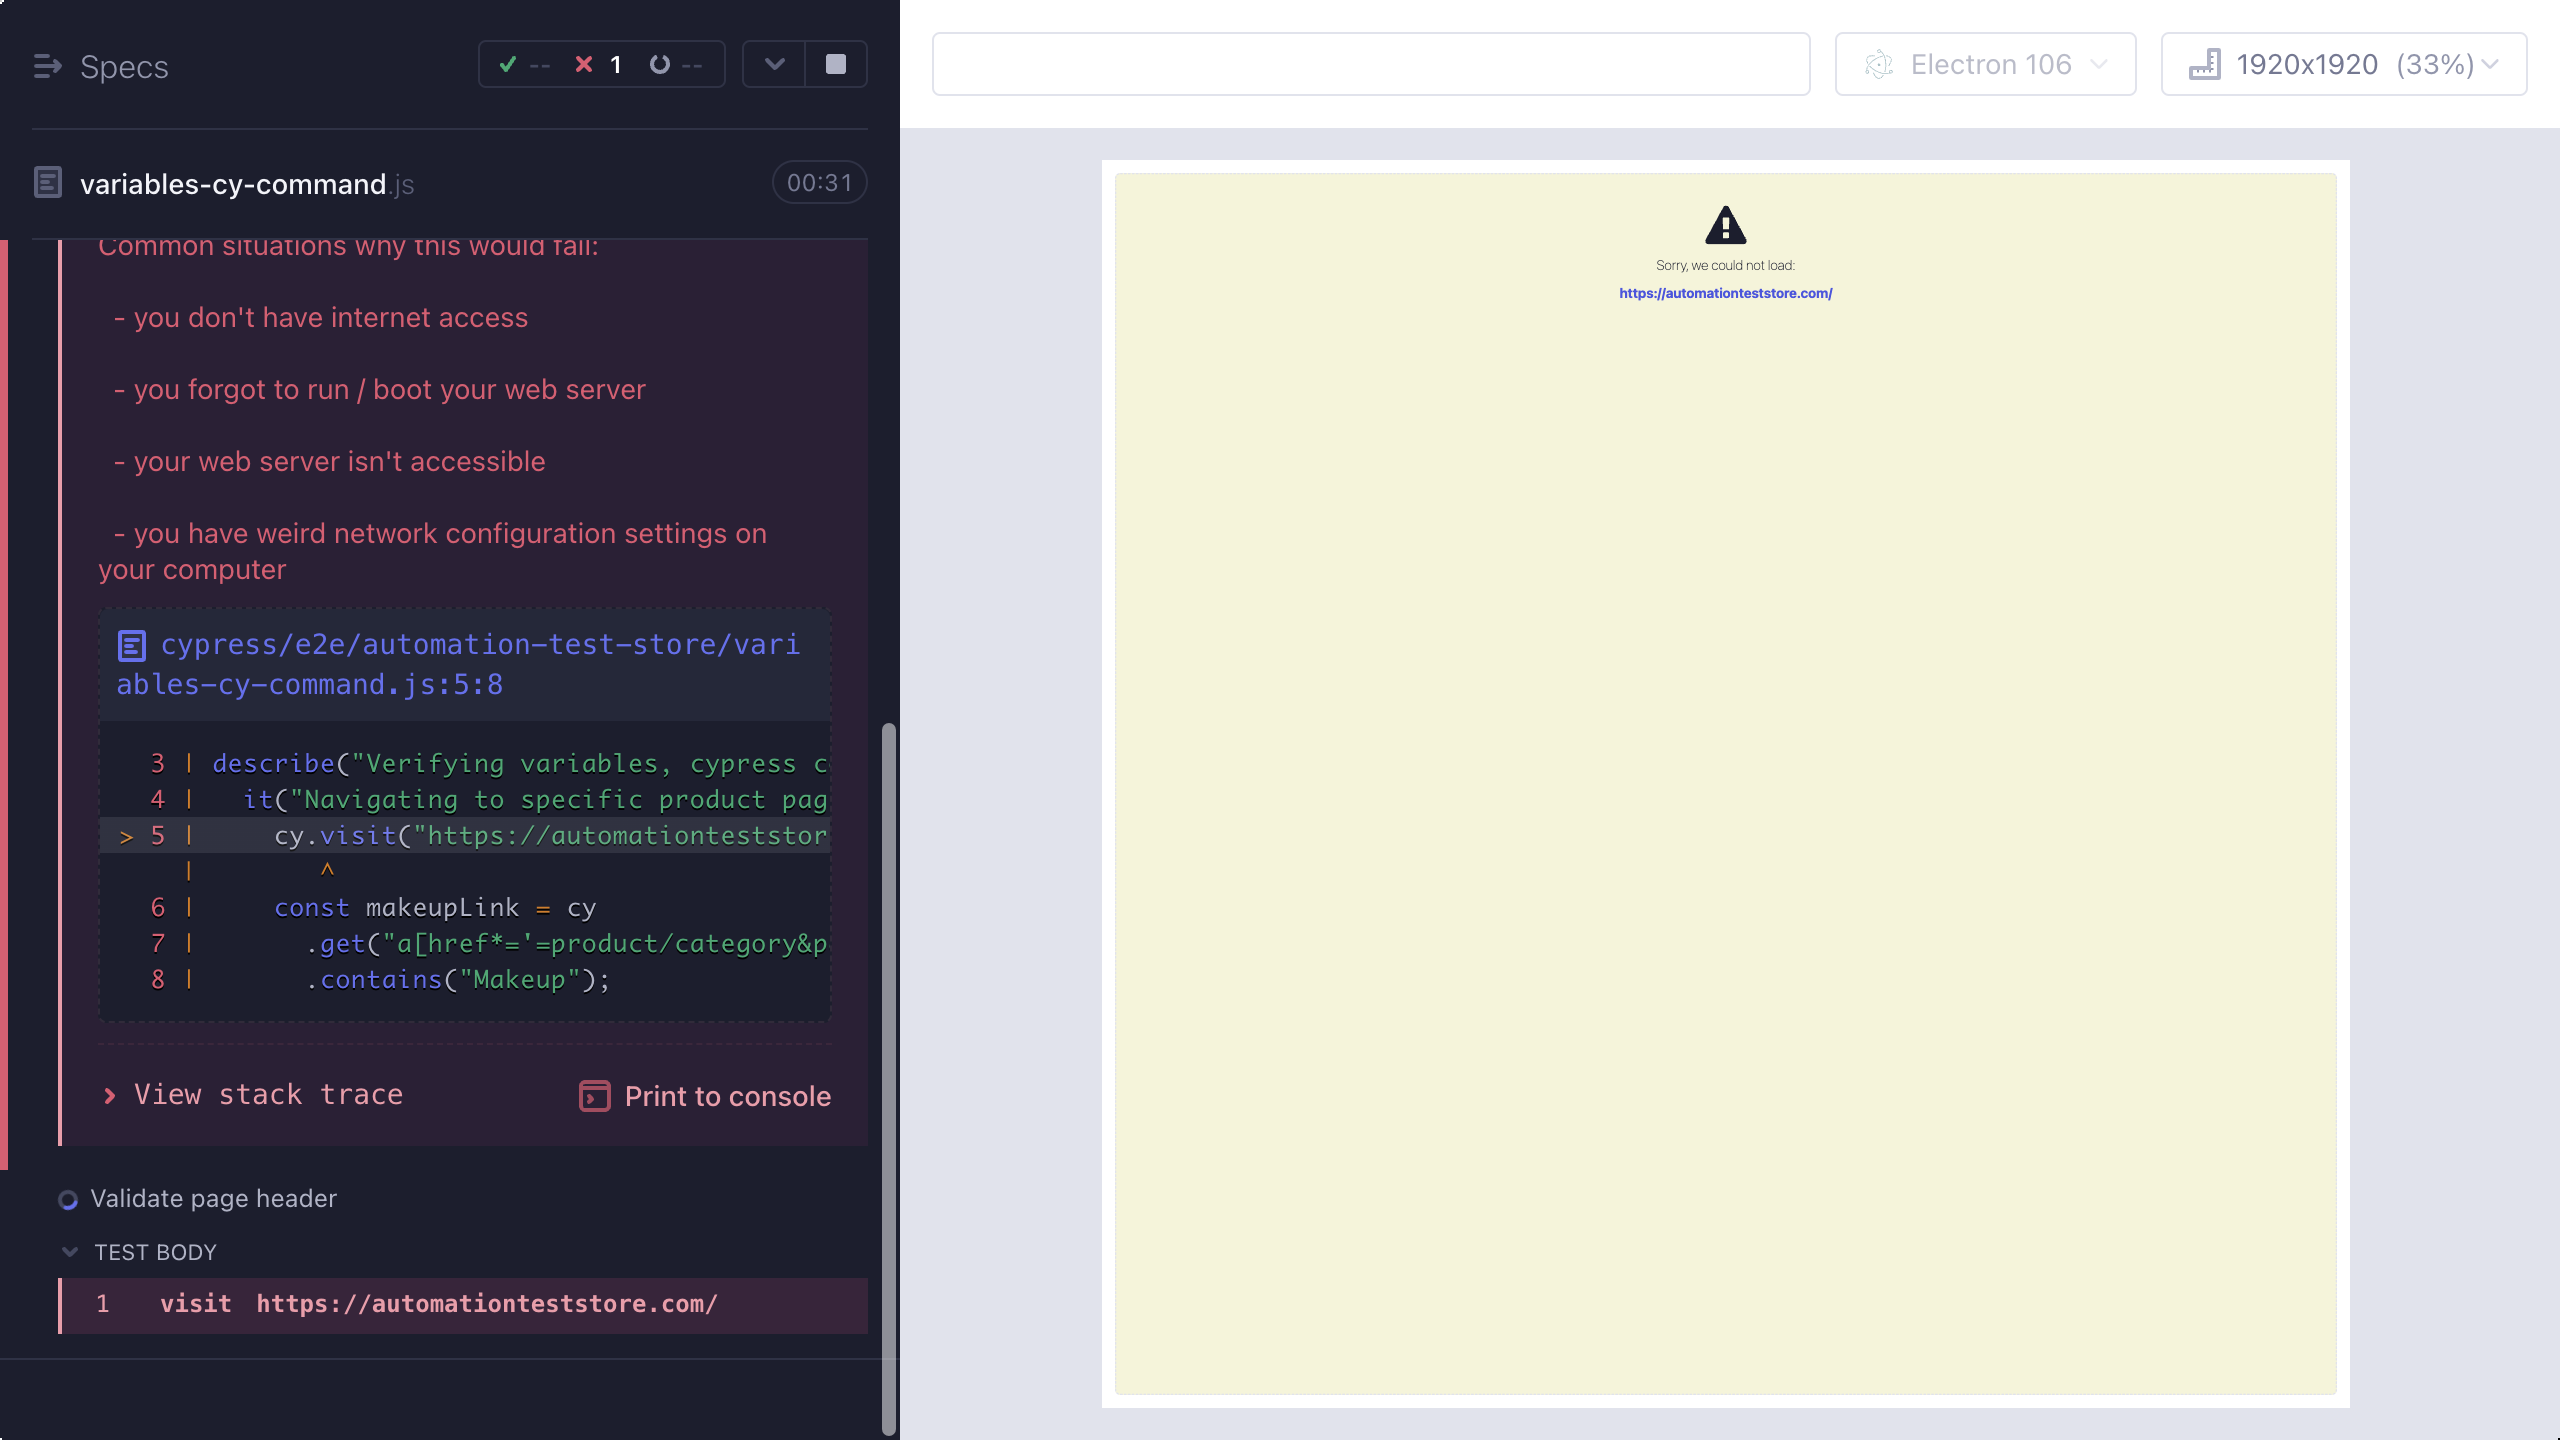 Specs
-- 1 --
variables-cy-command.js
00:31
Common situations why this would fail:
- you don't have internet access
- you forgot to run / boot your web server
- your web server isn't accessible
- you have weird network configuration settings on
your computer
cypress/e2e/automation-test-store/vari
ables-cy-command.js:5:8
3 | describe("Verifying variables, cypress c
4 | it("Navigating to specific product pag
> 5 | cy.visit("https://automationteststor
| ^
6 | const makeupLink = cy
7 | .get("a[href*='=product/category&p
8 | .contains("Makeup");
View stack trace
Print to console
Validate page header
TEST BODY
1 visit https://automationteststore.com/
Electron 106
1920x1920 (33%)
Sorry, we could not load:
https://automationteststore.com/